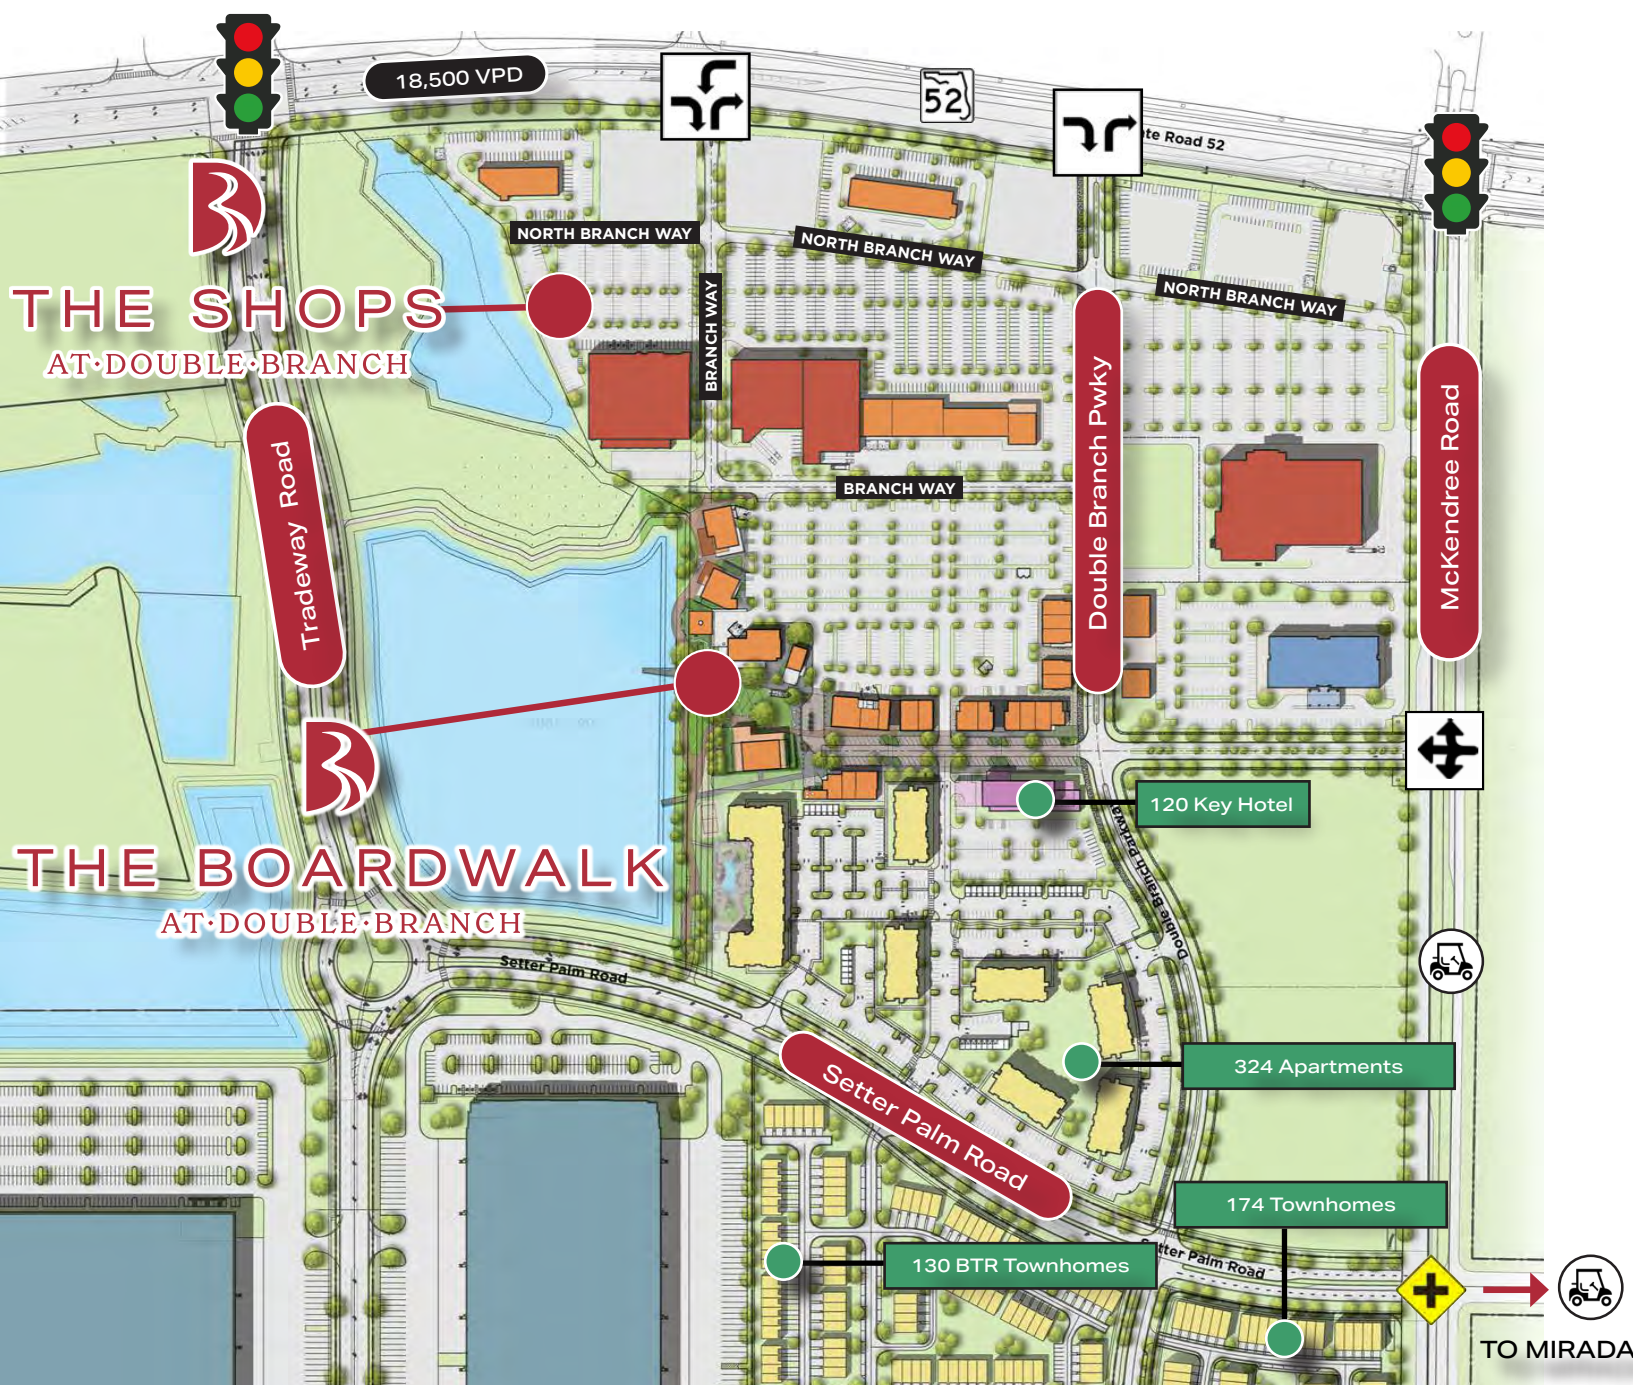 18,500 VPD
52
ate Road 52
NORTH BRANCH WAY
NORTH BRANCH WAY
NORTH BRANCH WAY
THE SHOPS
AT·DOUBLE·BRANCH
BRANCH WAY
Double Branch Pwky
McKendree Road
Tradeway Road
BRANCH WAY
120 Key Hotel
Double Branch Parkway
THE BOARDWALK
AT·DOUBLE·BRANCH
Setter Palm Road
324 Apartments
Setter Palm Road
174 Townhomes
130 BTR Townhomes
Setter Palm Road
TO MIRADA